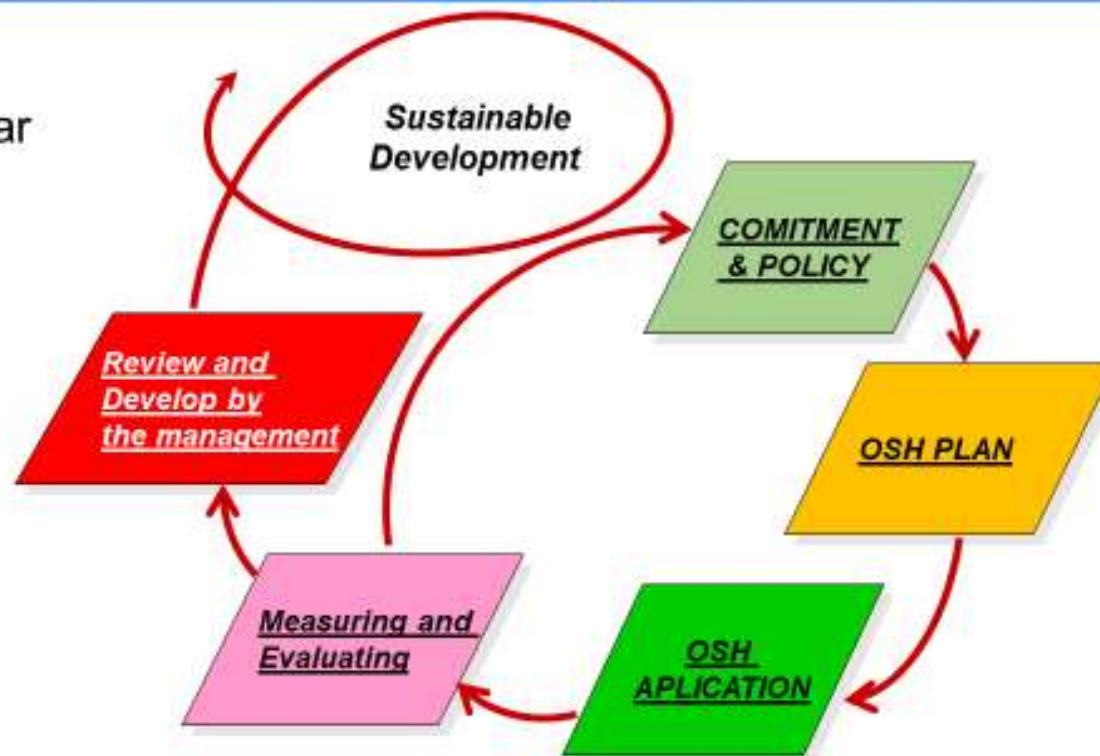 ar
Sustainable
Development
COMITMENT
& POLICY
OSH PLAN
OSH
APLICATION
Measuring and
Evaluating
Review and
Develop by
the management